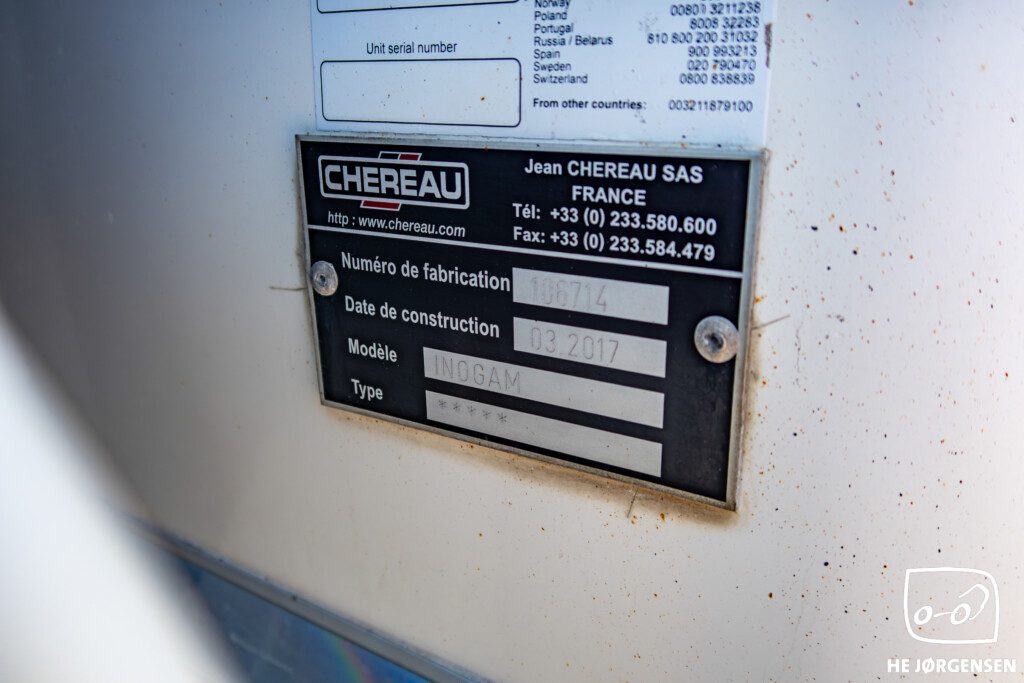 Norway 00800 3211238
Poland
Portugal 8008 32283
Russia / Belarus 810 800 200 31032
Spain 900 993213
Sweden 020 790470
Switzerland 0800 838839
From other countries: 003211879100
Unit serial number
CHEREAU
http : www.chereau.com
Jean CHEREAU SAS
FRANCE
Tél: +33 (0) 233.580.600
Fax: +33 (0) 233.584.479
Numéro de fabrication 106714
Date de construction 03.2017
Modèle INOGAM
Type *****
HE JØRGENSEN